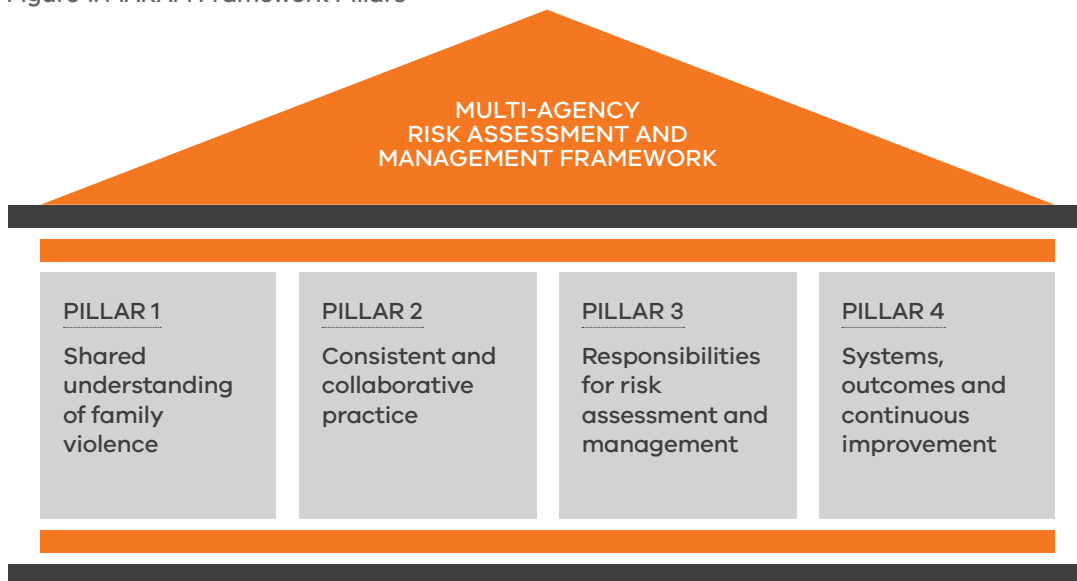 MULTI-AGENCY
RISK ASSESSMENT AND
MANAGEMENT FRAMEWORK
PILLAR 1
Shared
understanding
of family
violence
PILLAR 2
Consistent and
collaborative
practice
PILLAR 3
Responsibilities
for risk
assessment and
management
PILLAR 4
Systems,
outcomes and
continuous
improvement